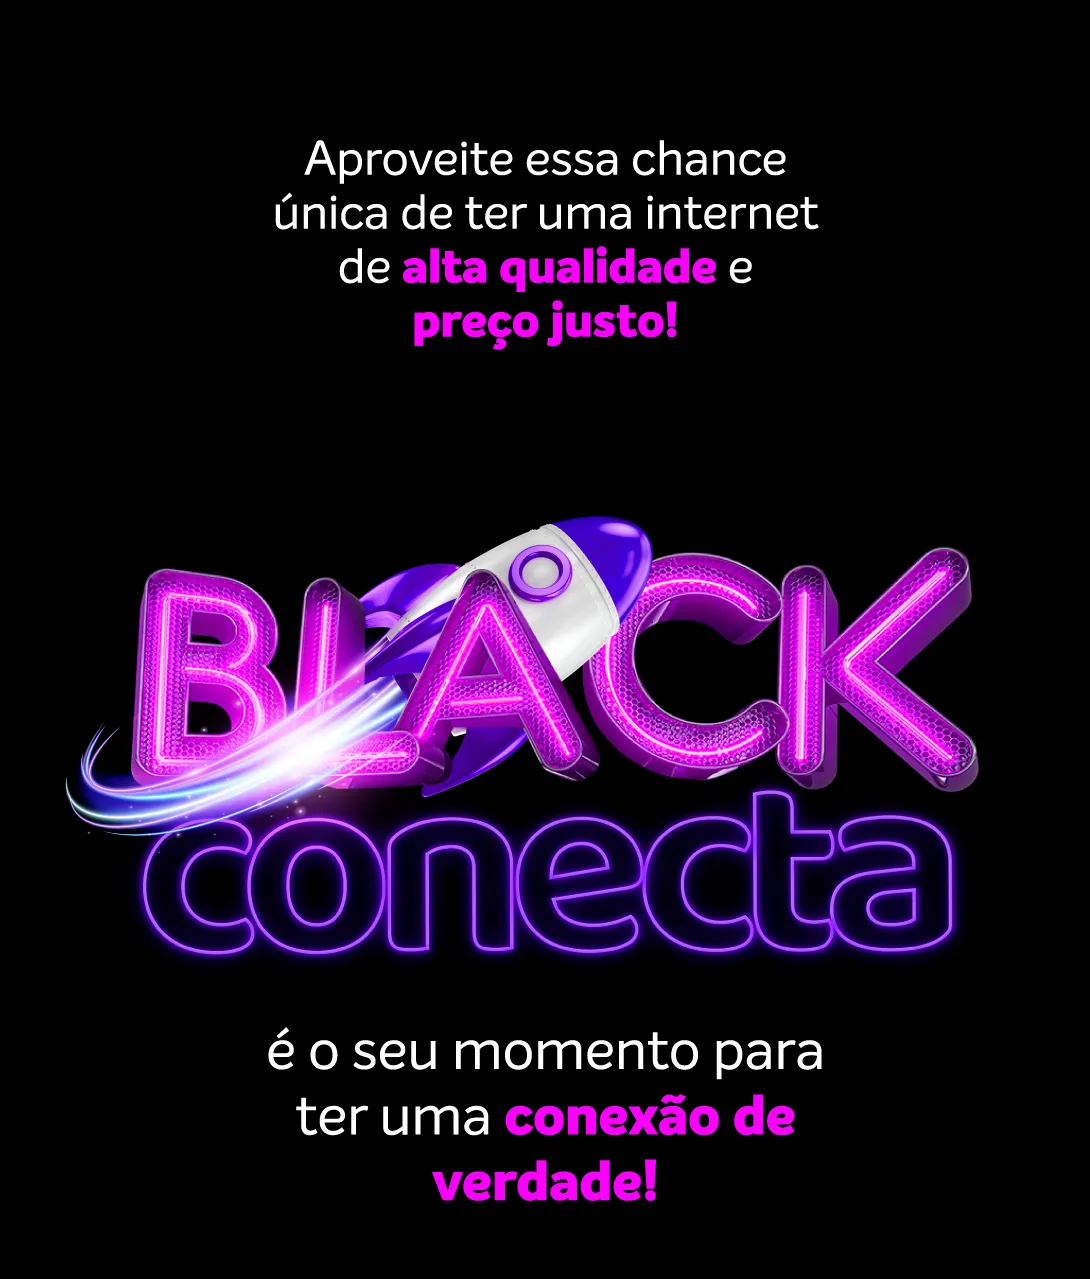 Aproveite essa chance
única de ter uma internet
de alta qualidade e
preço justo!
BLACK
conecta
é o seu momento para
ter uma conexão de
verdade!